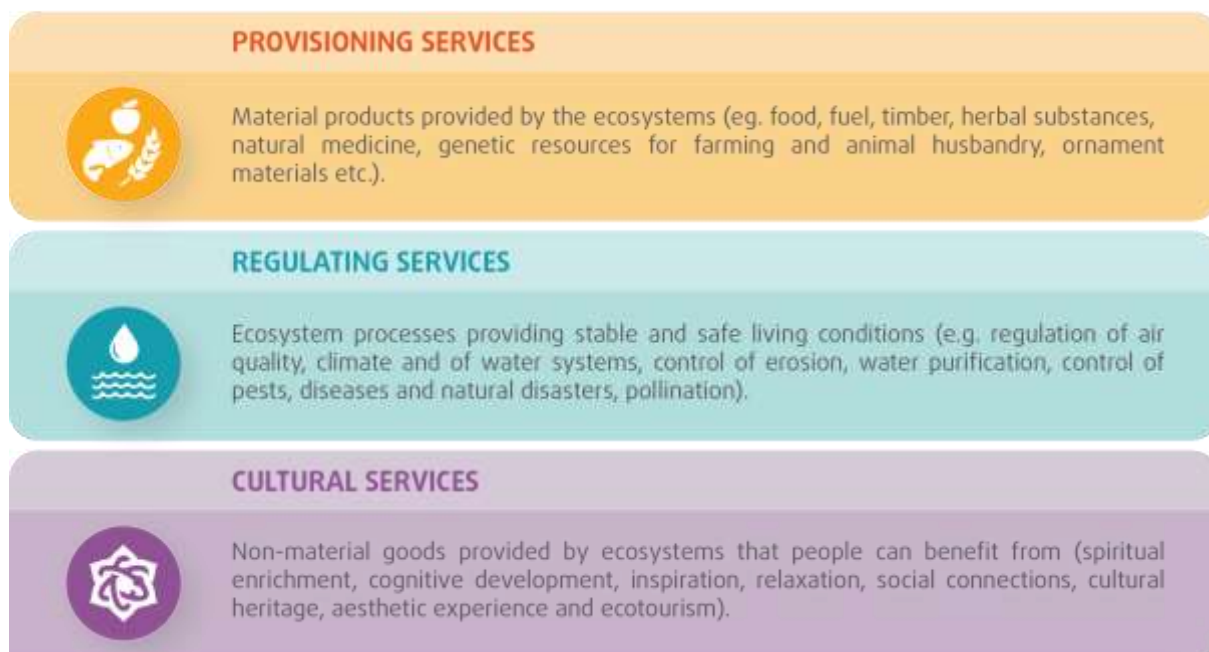 PROVISIONING SERVICES
Material products provided by the ecosystems (eg. food, fuel, timber, herbal substances,
natural medicine, genetic resources for farming and animal husbandry, ornament
materials etc.).
REGULATING SERVICES
Ecosystem processes providing stable and safe living conditions (e.g. regulation of air
quality, climate and of water systems, control of erosion, water purification, control of
pests, diseases and natural disasters, pollination).
CULTURAL SERVICES
Non-material goods provided by ecosystems that people can benefit from (spiritual
enrichment, cognitive development, inspiration, relaxation, social connections, cultural
heritage, aesthetic experience and ecotourism).